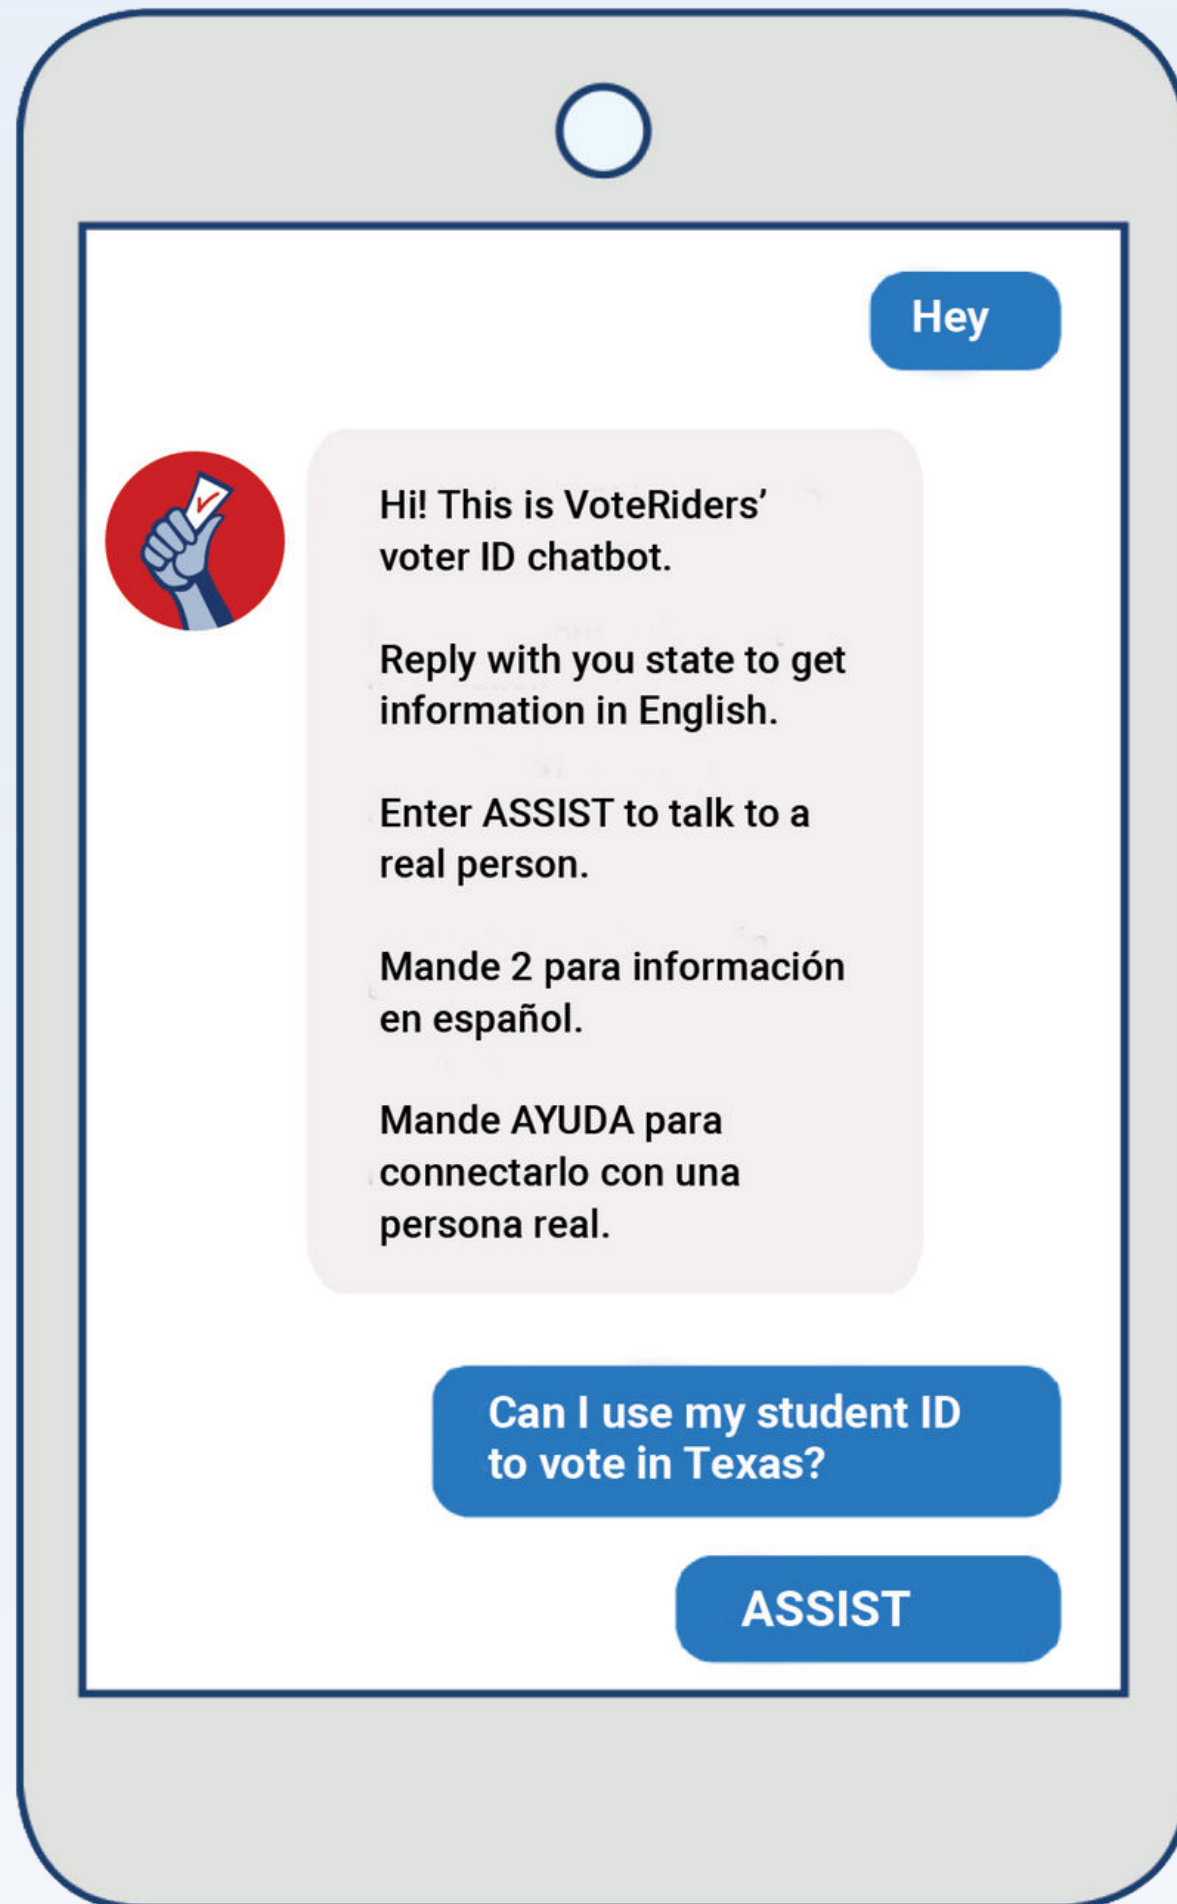 Hey
Hi! This is VoteRiders’
voter ID chatbot.
Reply with you state to get
information in English.
Enter ASSIST to talk to a
real person.
Mande 2 para información
en español.
Mande AYUDA para
connectarlo con una
persona real.
Can I use my student ID
to vote in Texas?
ASSIST